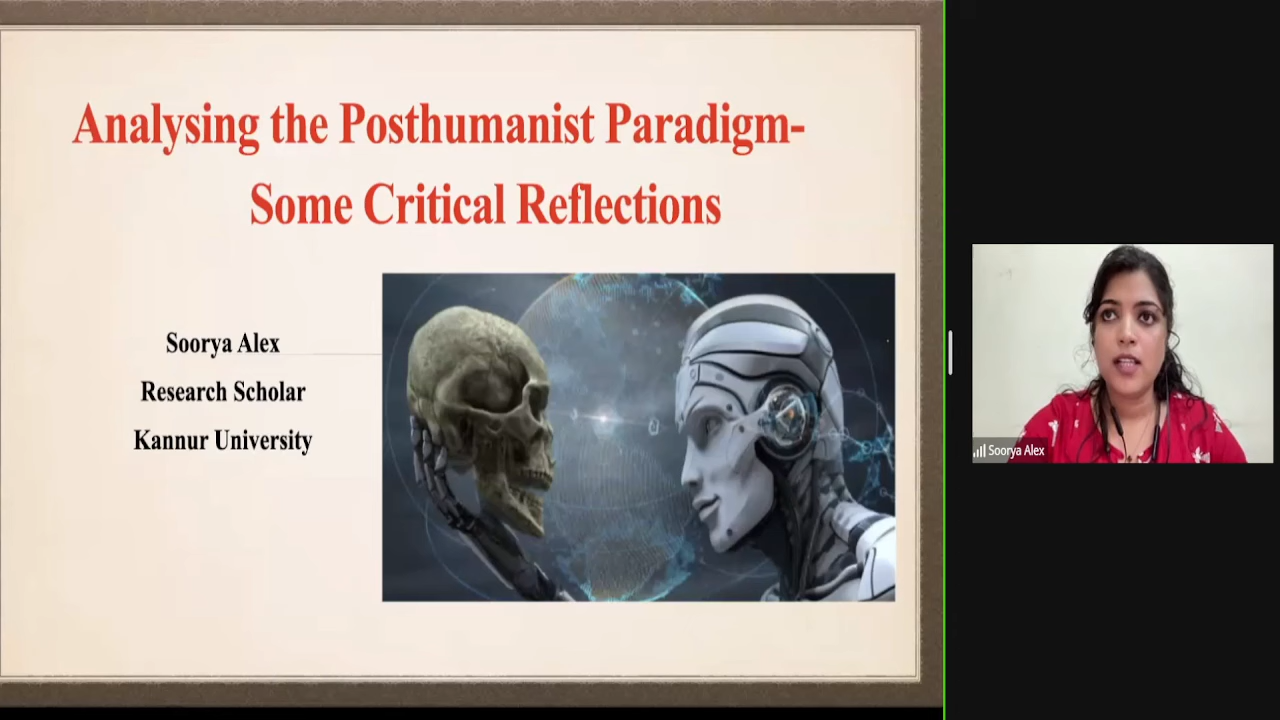 Analysing the Posthumanist Paradigm-
Some Critical Reflections
Soorya Alex
Research Scholar
Kannur University
Soorya Alex